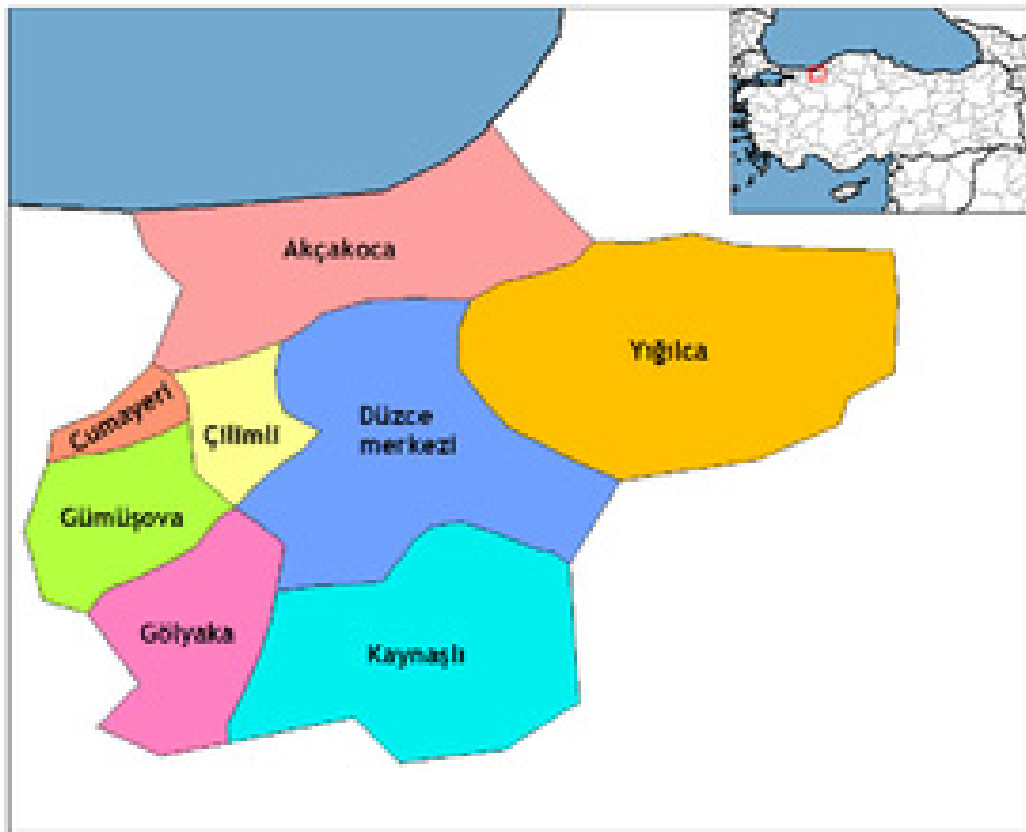 Akçakoca
Yığılca
Cumayeri
Çilimli
Düzce
merkezi
Gümüşova
Gölyaka
Kaynaşlı